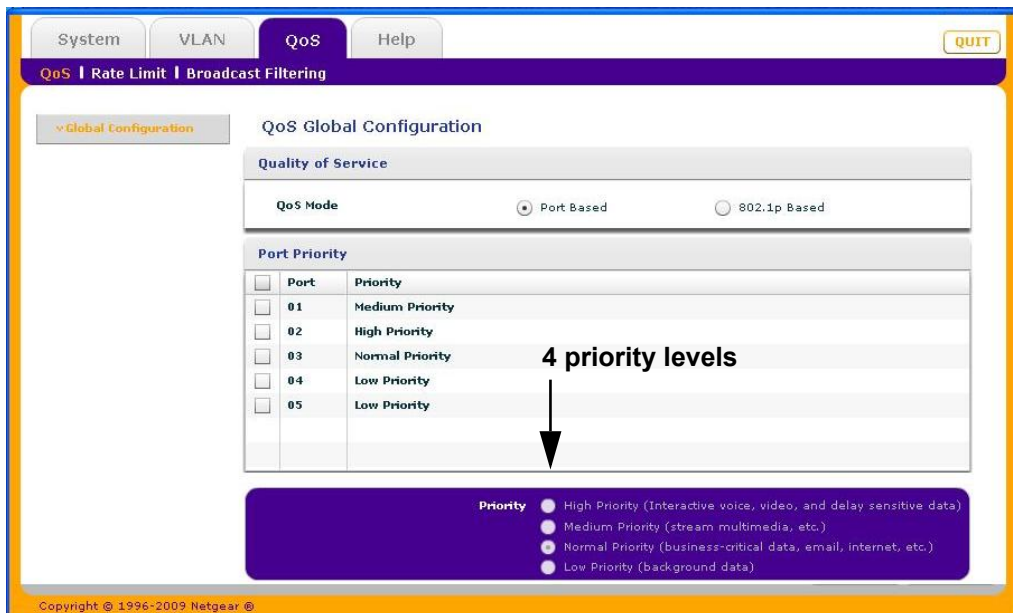 System VLAN QoS Help QUIT
QoS | Rate Limit | Broadcast Filtering
Global Configuration
QoS Global Configuration
Quality of Service
QoS Mode Port Based 802.1p Based
Port Priority
Port Priority
01 Medium Priority
02 High Priority
03 Normal Priority
04 Low Priority
05 Low Priority
4 priority levels
Priority High Priority (Interactive voice, video, and delay sensitive data)
Medium Priority (stream multimedia, etc.)
Normal Priority (business-critical data, email, internet, etc.)
Low Priority (background data)
Copyright © 1996-2009 Netgear ®